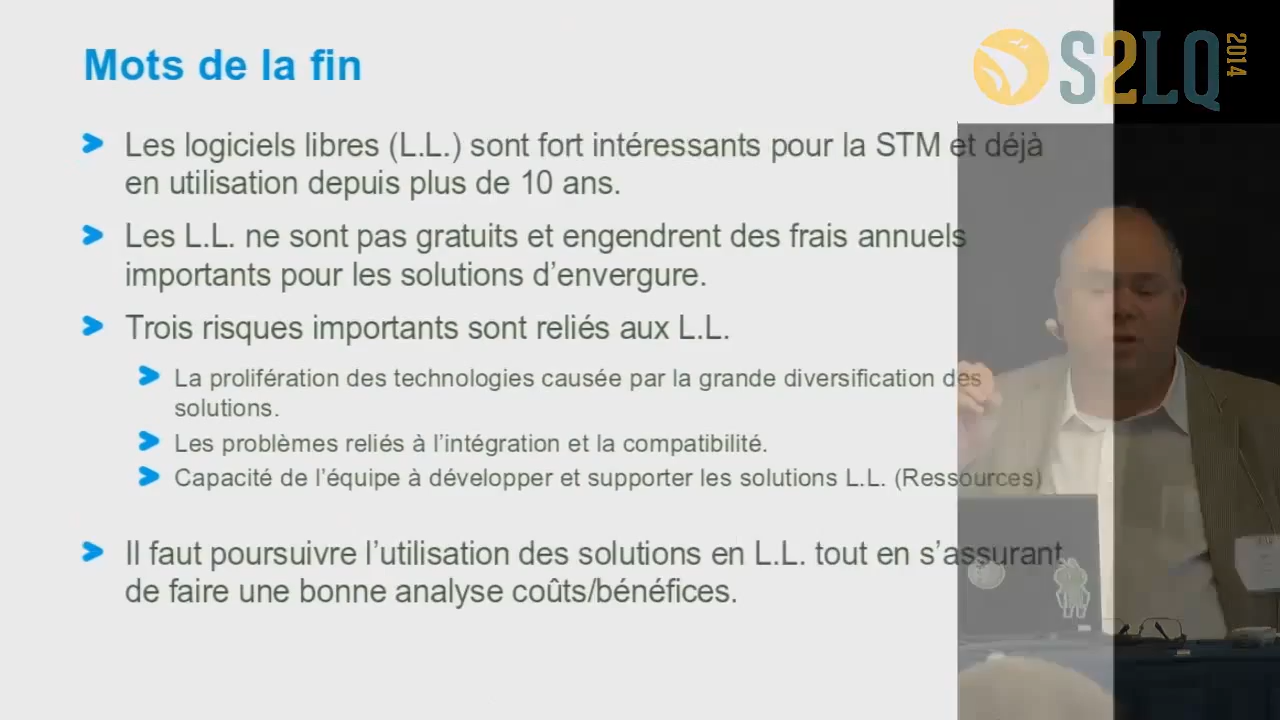 Mots de la fin
S2LQ 2014
Les logiciels libres (L.L.) sont fort intéressants pour la STM et déjà
en utilisation depuis plus de 10 ans.
Les L.L. ne sont pas gratuits et engendrent des frais annuels
importants pour les solutions d’envergure.
Trois risques importants sont reliés aux L.L.
La prolifération des technologies causée par la grande diversification des
solutions.
Les problèmes reliés à l’intégration et la compatibilité.
Capacité de l’équipe à développer et supporter les solutions L.L. (Ressources)
Il faut poursuivre l’utilisation des solutions en L.L. tout en s’assurant
de faire une bonne analyse coûts/bénéfices.